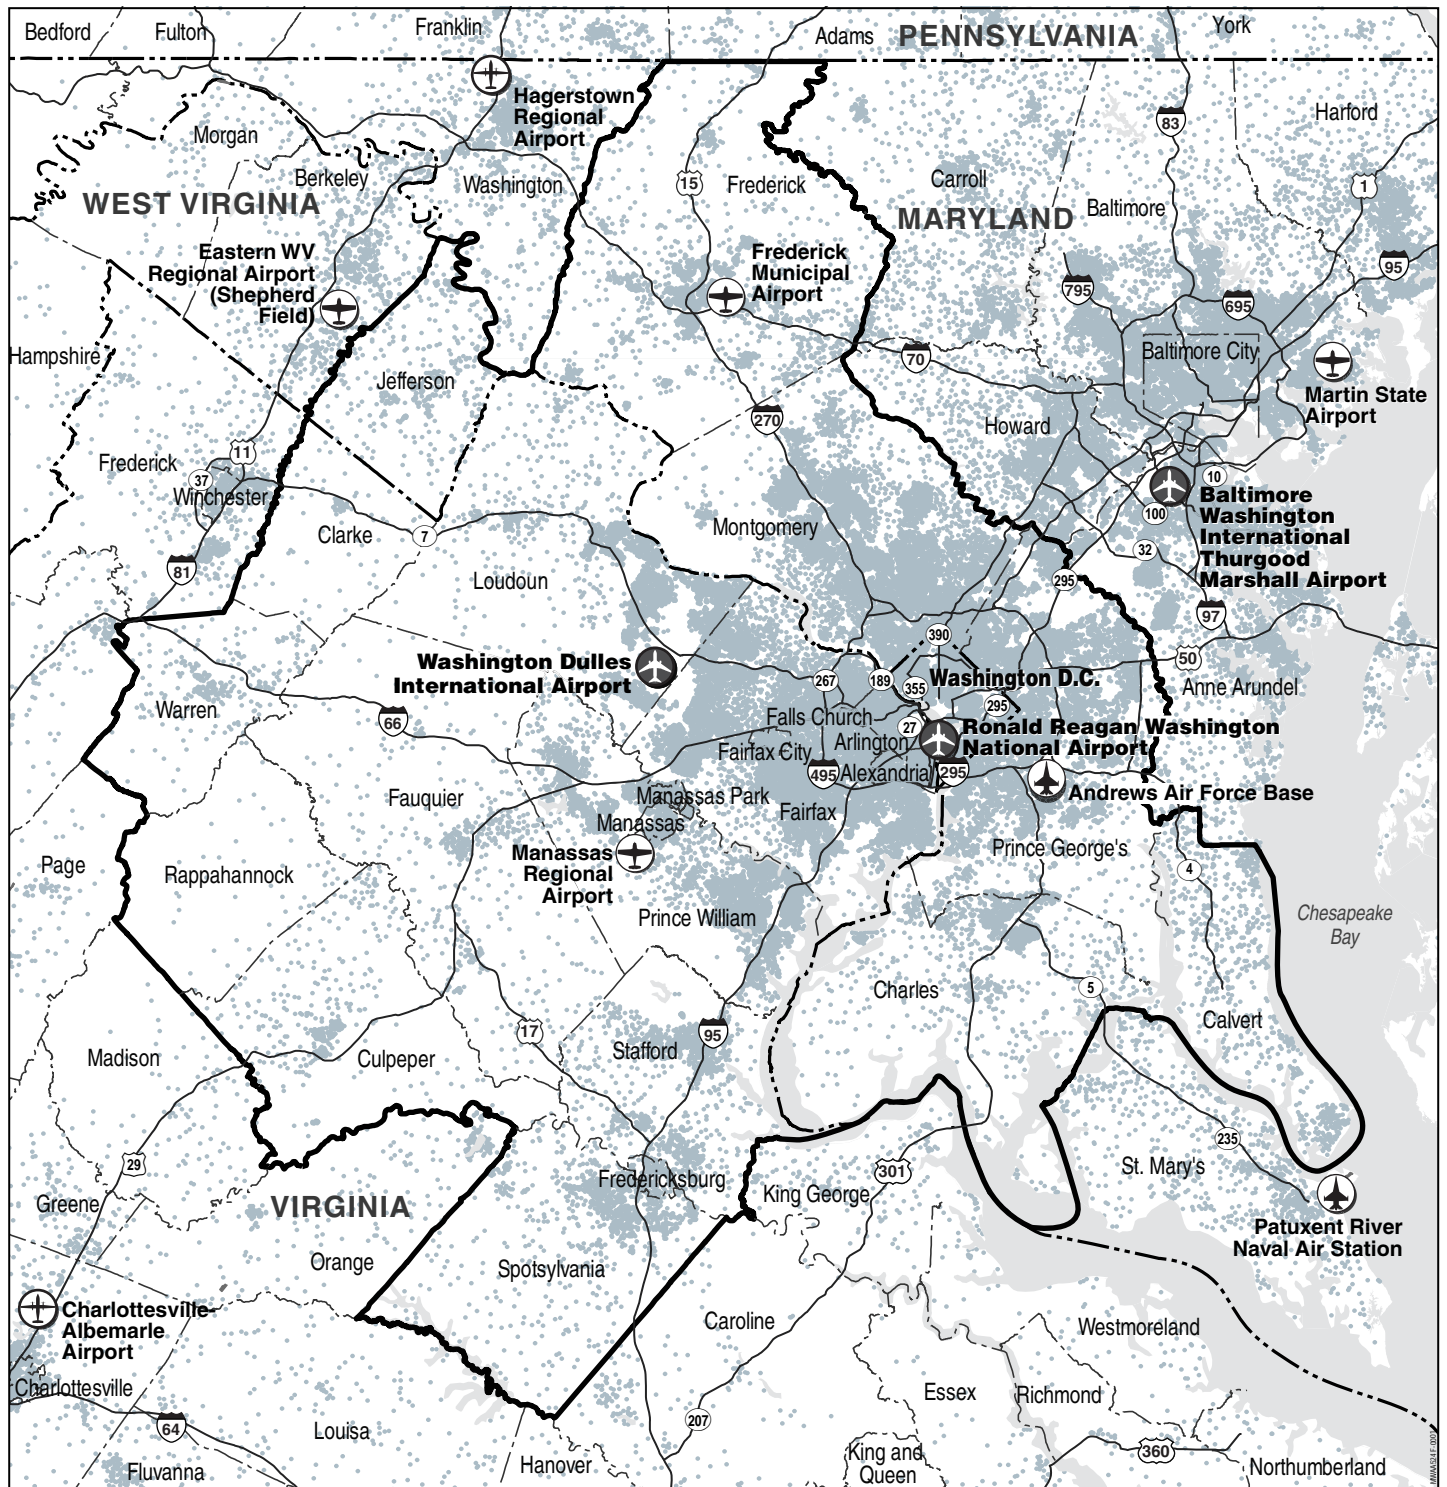 Bedford
Fulton
Franklin
Adams
PENNSYLVANIA
York
Hagerstown
Regional
Airport
Harford
83
Morgan
Berkeley
Washington
15
Frederick
Carroll
1
WEST VIRGINIA
MARYLAND
Baltimore
Eastern WV
Regional Airport
(Shepherd
Field)
Frederick
Municipal
Airport
95
795
695
Hampshire
Jefferson
70
Baltimore City
Martin State
Airport
270
Howard
Frederick
11
37
Winchester
10
Baltimore
Washington
International
Thurgood
Marshall Airport
100
Clarke
7
Montgomery
32
81
Loudoun
295
97
390
50
Washington Dulles
International Airport
267
189
355
Washington D.C.
Anne Arundel
295
Warren
66
Falls Church
27
Ronald Reagan Washington
National Airport
Arlington
Fairfax City
495
Alexandria
295
Andrews Air Force Base
Fauquier
Manassas Park
Manassas
Fairfax
Prince George's
Manassas
Regional
Airport
Page
Rappahannock
4
Prince William
Chesapeake
Bay
Charles
5
Calvert
17
95
Stafford
Madison
Culpeper
29
235
St. Mary's
301
Fredericksburg
King George
Greene
VIRGINIA
Patuxent River
Naval Air Station
Orange
Spotsylvania
Charlottesville-
Albemarle
Airport
Caroline
Westmoreland
Charlottesville
Essex
Richmond
64
Louisa
207
Fluvanna
Hanover
King and
Queen
360
Northumberland